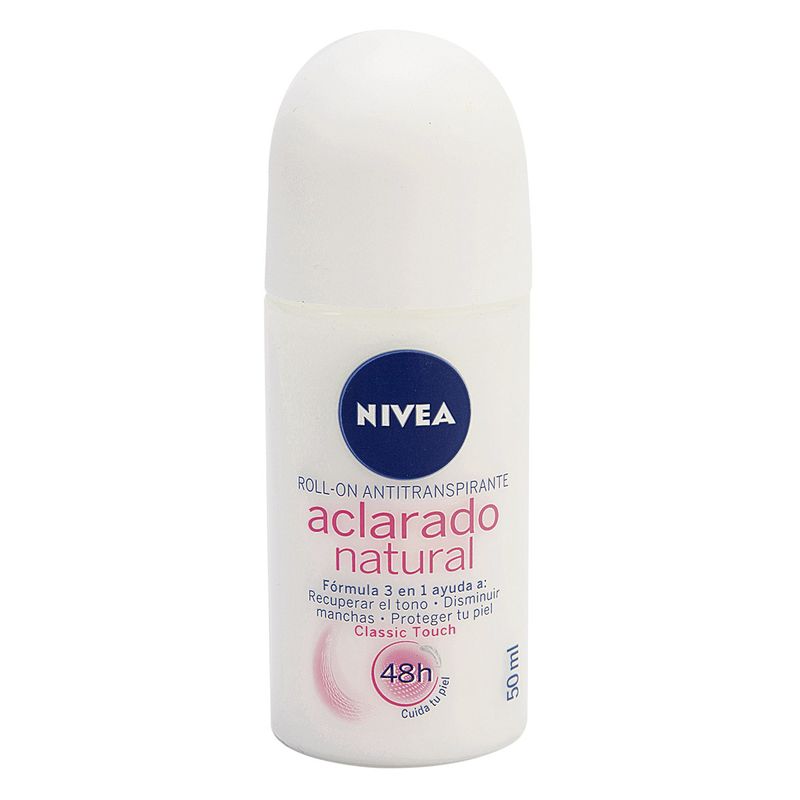 NIVEA
ROLL-ON ANTITRANSPIRANTE
aclarado
natural
Fórmula 3 en 1 ayuda a:
Recuperar el tono • Disminuir
manchas • Proteger tu piel
Classic Touch
48h
Cuida tu piel
50 ml